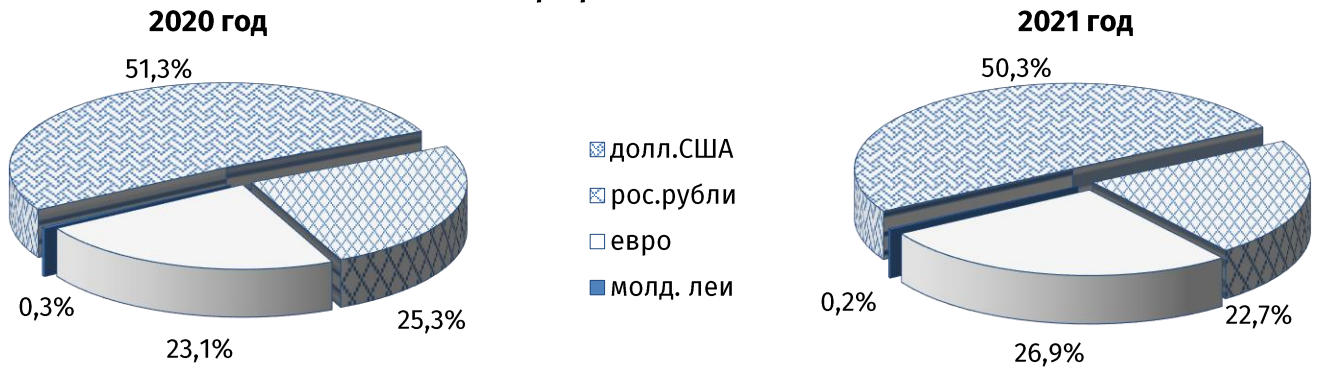 2020 год
51,3%
0,3%
23,1%
25,3%
долл.США
рос.рубли
евро
молд. леи
2021 год
50,3%
0,2%
26,9%
22,7%